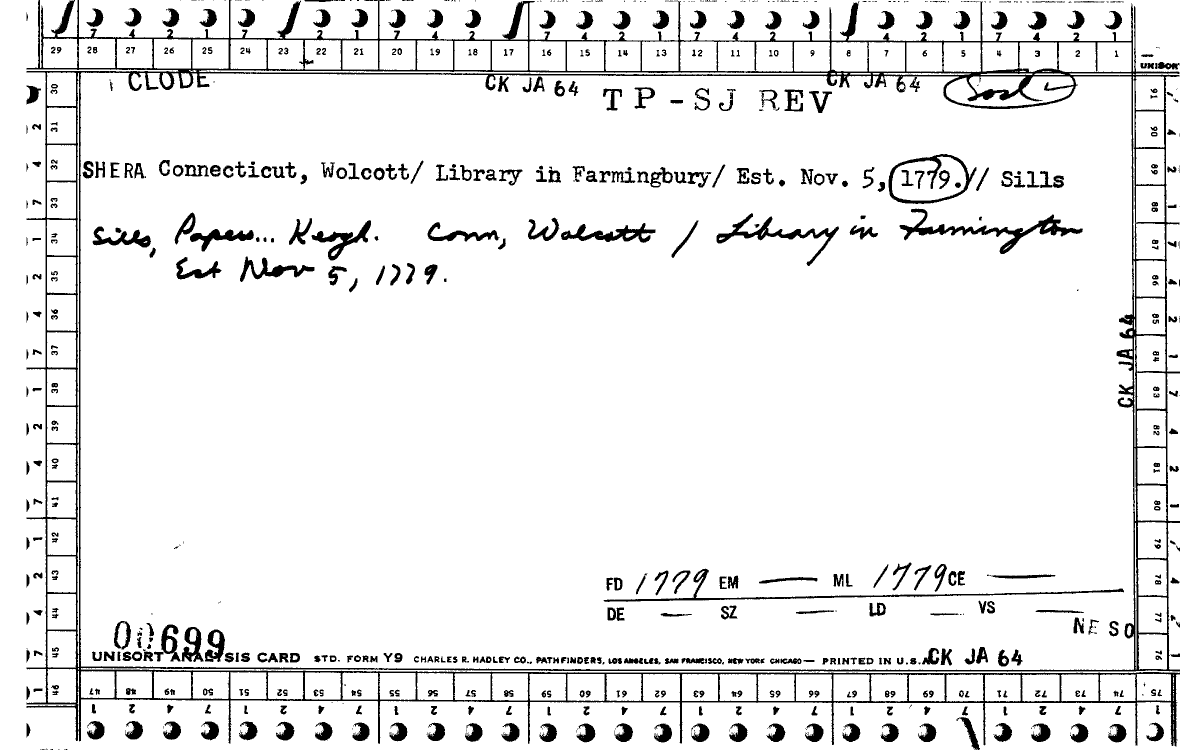 7 4 2 1 7 4 2 1 7 4 2 1 7 4 2 1 7 4 2 1 7 4 2 1
29 28 27 26 25 24 23 22 21 20 19 18 17 16 15 14 13 12 11 10 9 8 7 6 5 4 3 2 1
UNISORT
CLODE CK JA 64 CK JA 64
TP-SJ REV
SHERA Connecticut, Wolcott/ Library in Farmingbury/ Est. Nov. 5, 1779.// Sills
Sills, Papers... Keogh. Conn, Wolcott / Library in Farmington
Est Nov 5, 1779.
30
31
32
33
34
35
36
37
38
39
40
41
42
43
44
45
46
91
90
89
88
87
86
85
84
83
82
81
80
79
78
77
76
CK JA 64
FD 1779 EM — ML 1779 CE —
DE — SZ — LD — VS —
NE SO
00699
UNISORT ANALYSIS CARD STD. FORM Y9 CHARLES R. HADLEY CO., PATHFINDERS, LOS ANGELES, SAN FRANCISCO, NEW YORK CHICAGO — PRINTED IN U.S.A. CK JA 64
47 48 49 50 51 52 53 54 55 56 57 58 59 60 61 62 63 64 65 66 67 68 69 70 71 72 73 74 75
1 2 4 7 1 2 4 7 1 2 4 7 1 2 4 7 1 2 4 7 1 2 4 7 1 2 4 7 1